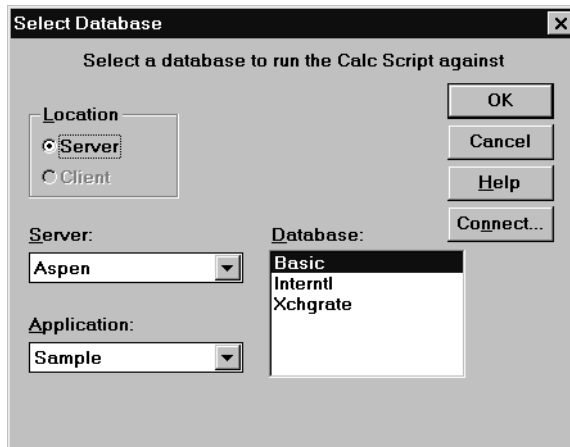 Select Database
Select a database to run the Calc Script against
Location
Server
Client
OK
Cancel
Help
Connect...
Server:
Aspen
Application:
Sample
Database:
Basic
Interntl
Xchgrate